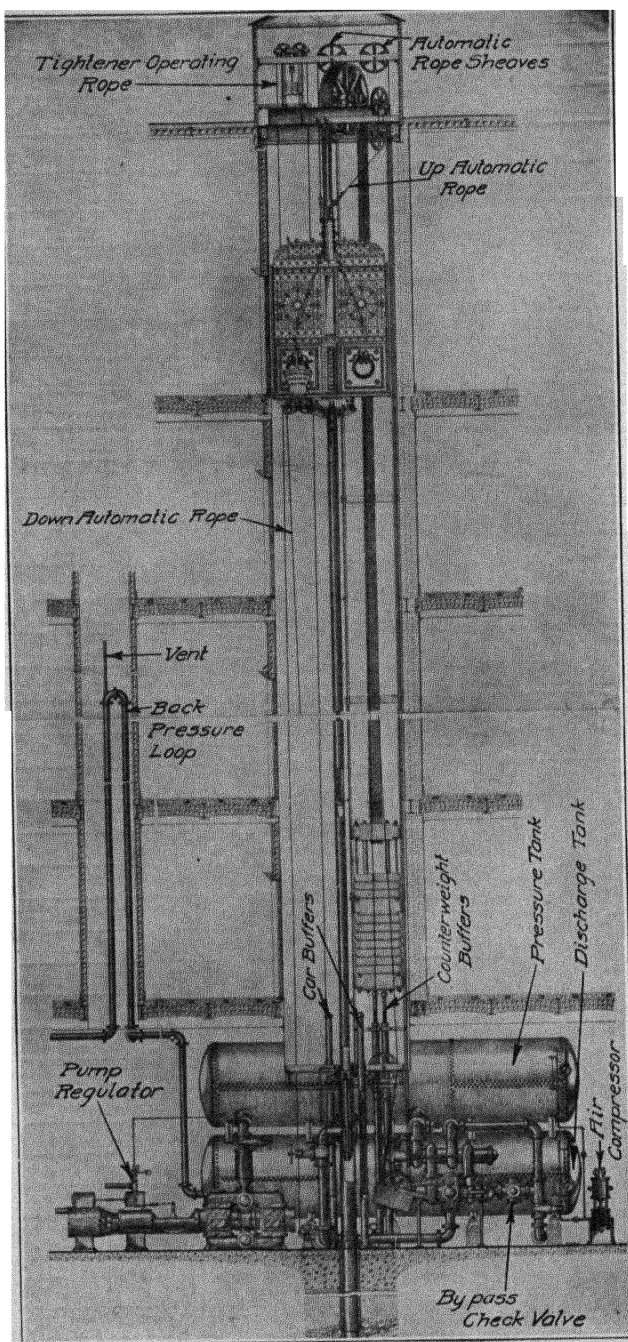 Automatic
Rope Sheaves
Tightener Operating
Rope
Up Automatic
Rope
Down Automatic Rope
Vent
Back
Pressure
Loop
Car Buffers
Counterweight
Buffers
Pressure Tank
Discharge Tank
Pump
Regulator
Air
Compressor
By pass
Check Valve